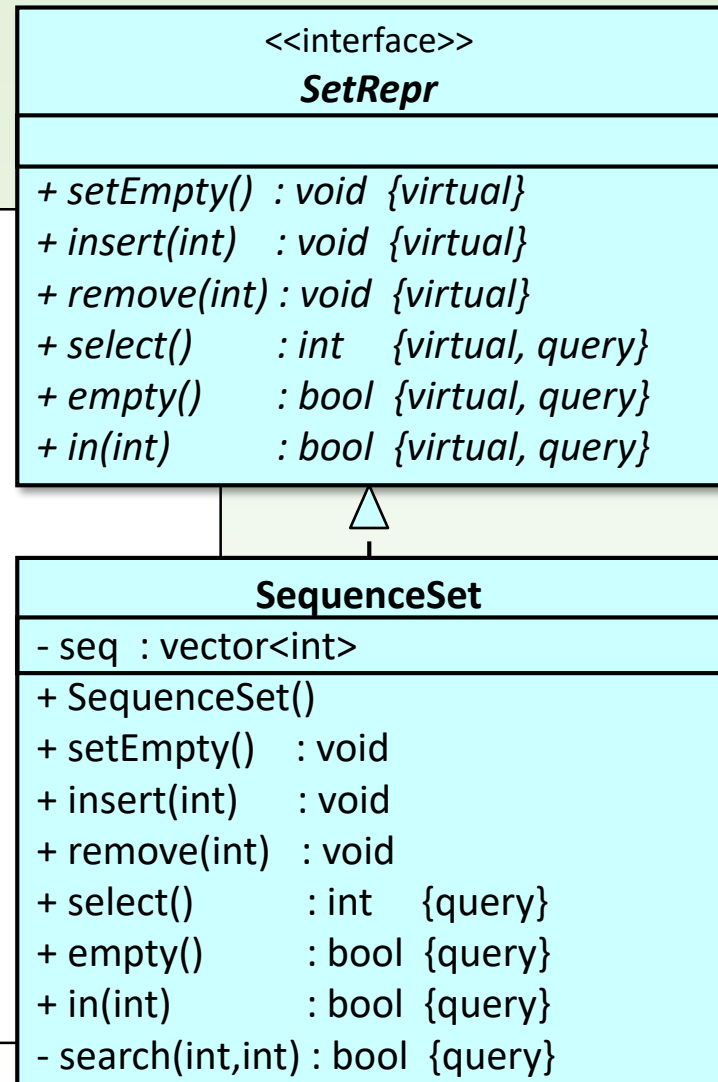 <<interface>>
SetRepr
+ setEmpty() : void {virtual}
+ insert(int) : void {virtual}
+ remove(int) : void {virtual}
+ select() : int {virtual, query}
+ empty() : bool {virtual, query}
+ in(int) : bool {virtual, query}
SequenceSet
- seq : vector<int>
+ SequenceSet()
+ setEmpty() : void
+ insert(int) : void
+ remove(int) : void
+ select() : int {query}
+ empty() : bool {query}
+ in(int) : bool {query}
- search(int,int) : bool {query}